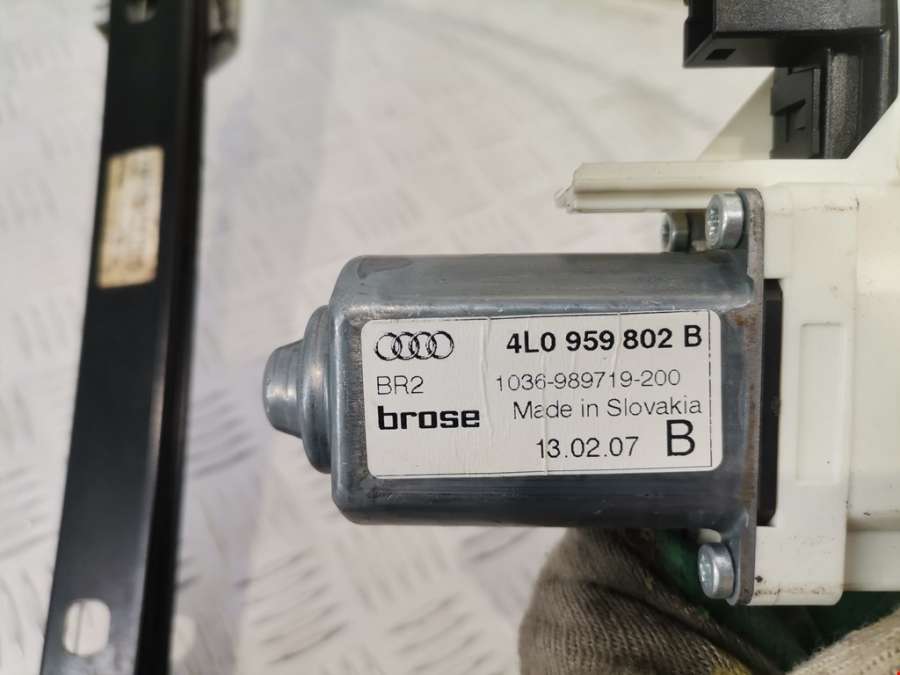 4L0 959 802 B
BR2 1036-989719-200
brose Made in Slovakia
13.02.07 B